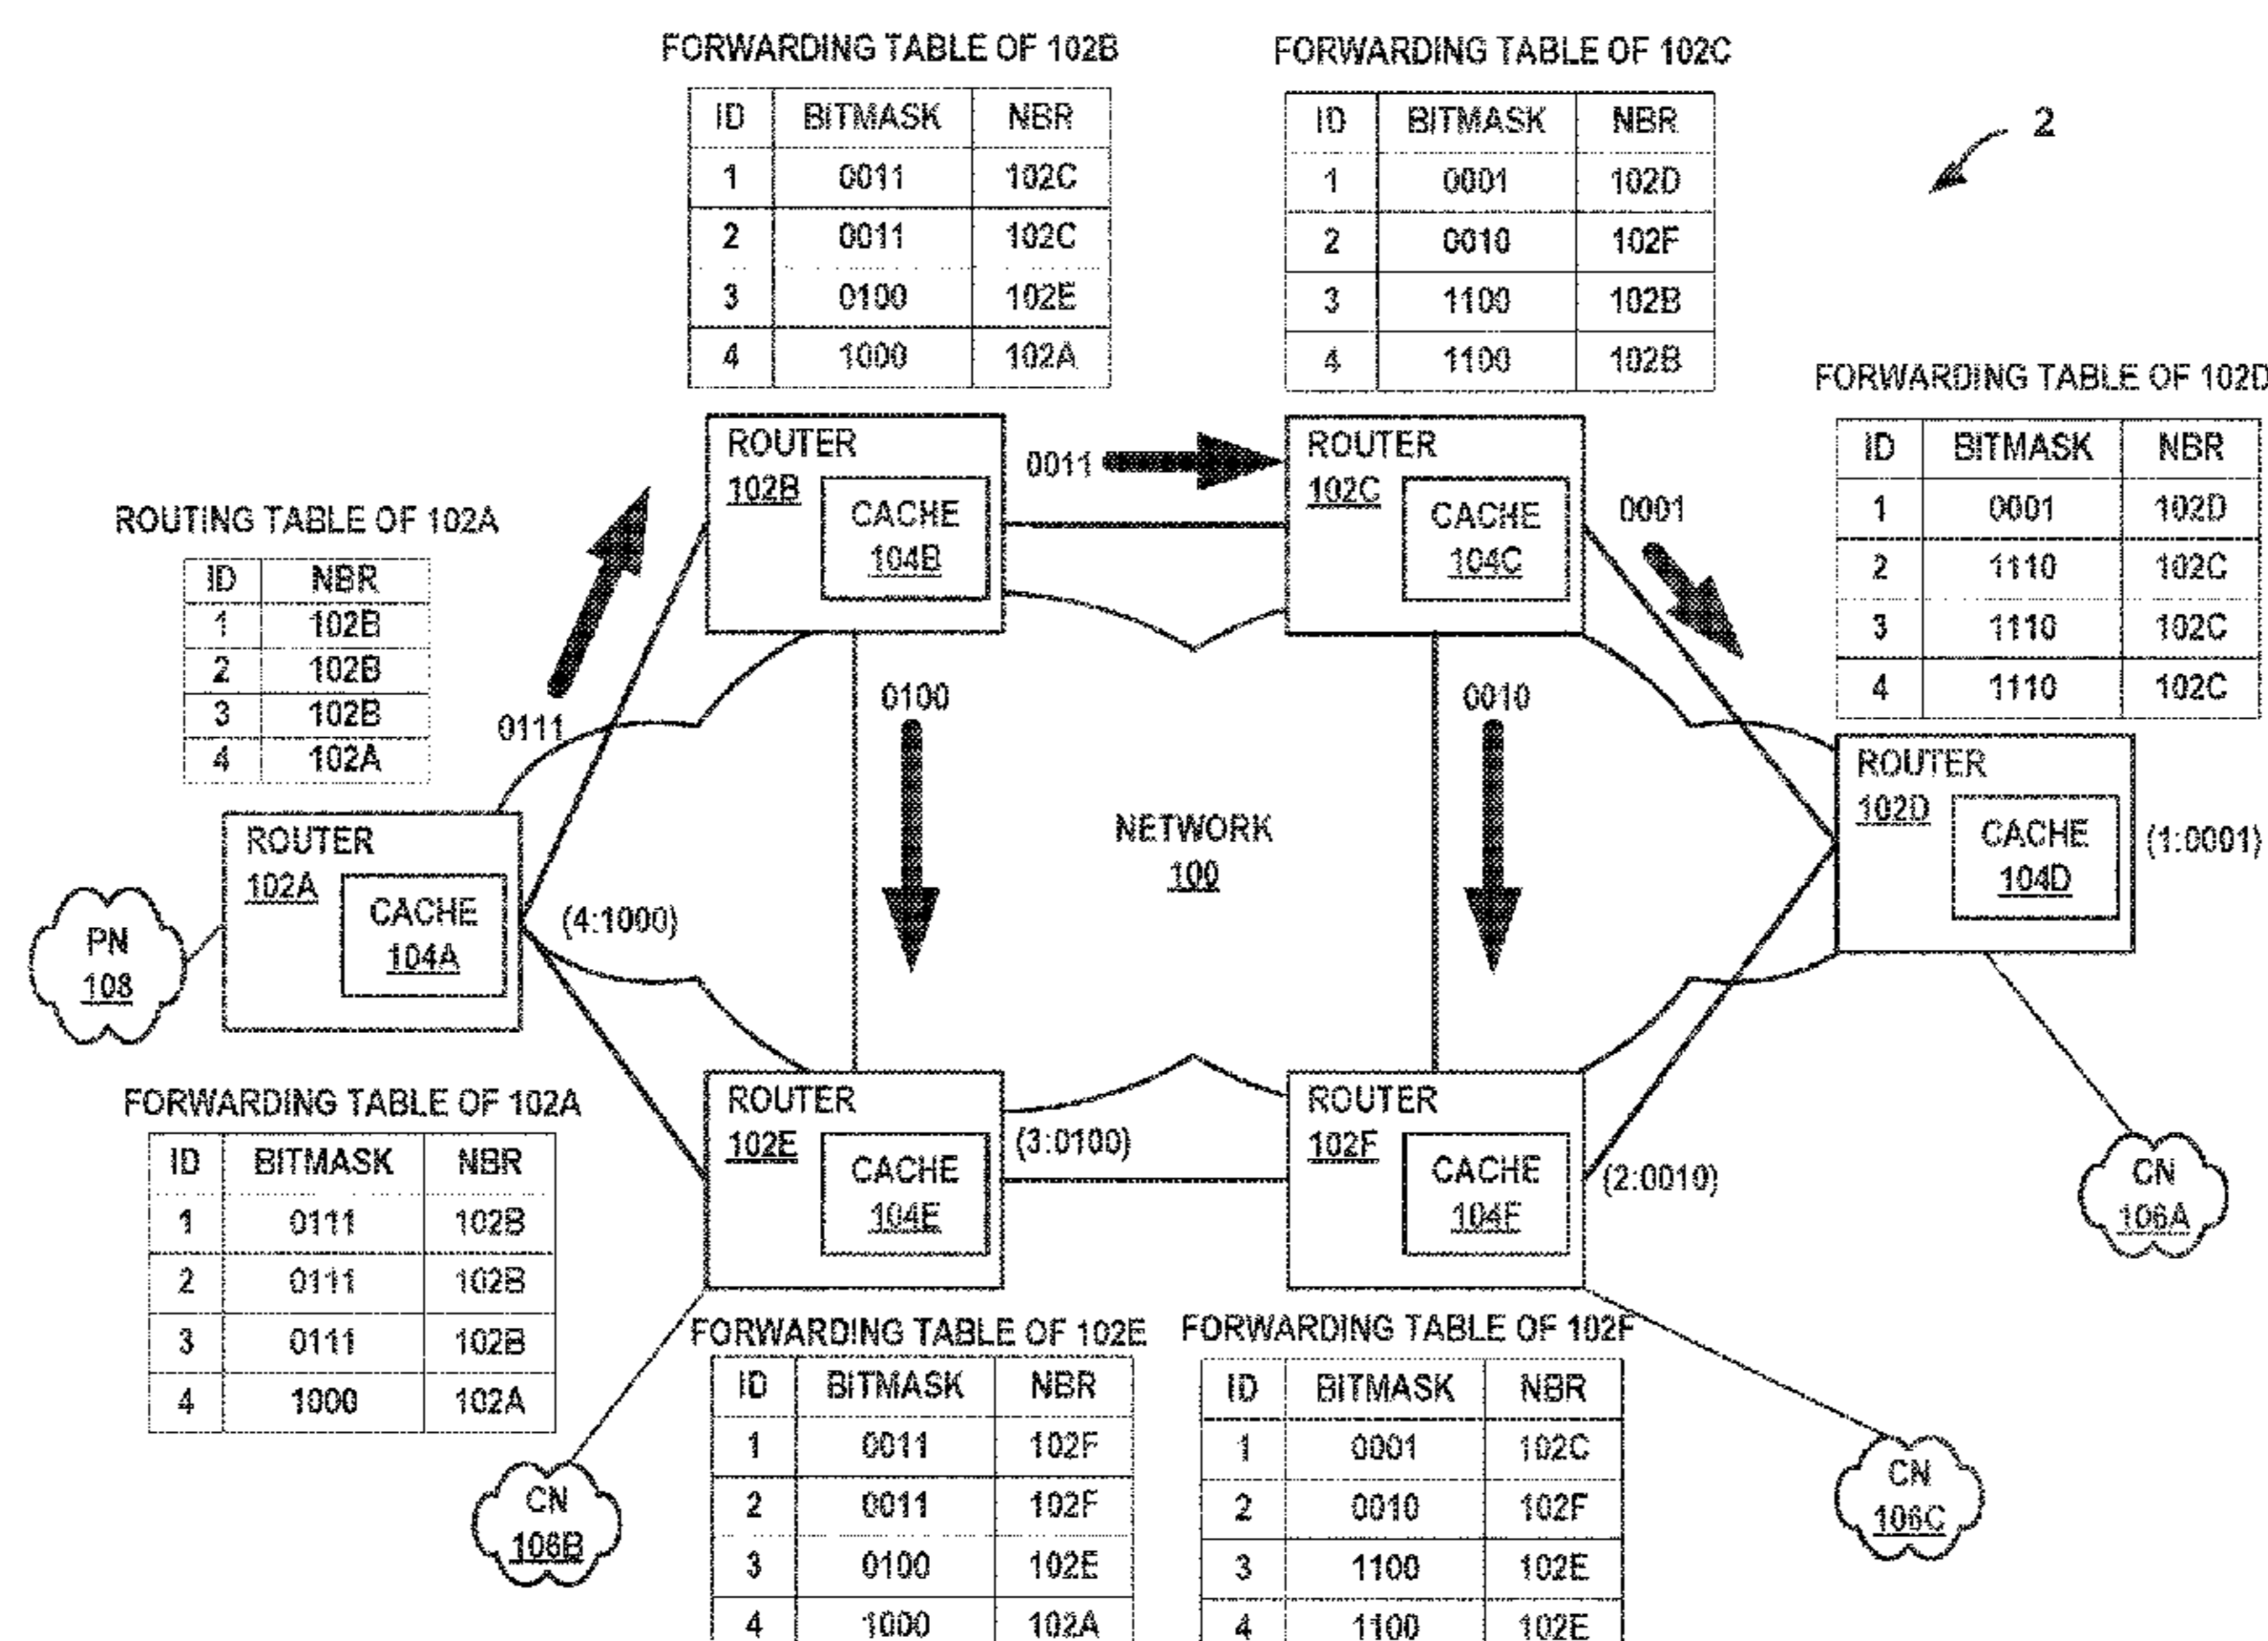 FORWARDING TABLE OF 102B
ID BITMASK NBR
1 0011 102C
2 0011 102C
3 0100 102E
4 1000 102A
FORWARDING TABLE OF 102C
ID BITMASK NBR
1 0001 102D
2 0010 102F
3 1100 102B
4 1100 102B
2
FORWARDING TABLE OF 102D
ID BITMASK NBR
1 0001 102D
2 1110 102C
3 1110 102C
4 1110 102C
ROUTING TABLE OF 102A
ID NBR
1 102B
2 102B
3 102B
4 102A
ROUTER
102B
CACHE
104B
0011
ROUTER
102C
CACHE
104C
0001
0111
0100
0010
NETWORK
100
ROUTER
102D
CACHE
104D
(1:0001)
PN
108
ROUTER
102A
CACHE
104A
(4:1000)
ROUTER
102E
CACHE
104E
(3:0100)
ROUTER
102F
CACHE
104F
(2:0010)
CN
106A
FORWARDING TABLE OF 102A
ID BITMASK NBR
1 0111 102B
2 0111 102B
3 0111 102B
4 1000 102A
CN
106B
FORWARDING TABLE OF 102E
ID BITMASK NBR
1 0011 102F
2 0011 102F
3 0100 102E
4 1000 102A
FORWARDING TABLE OF 102F
ID BITMASK NBR
1 0001 102C
2 0010 102F
3 1100 102E
4 1100 102E
CN
106C